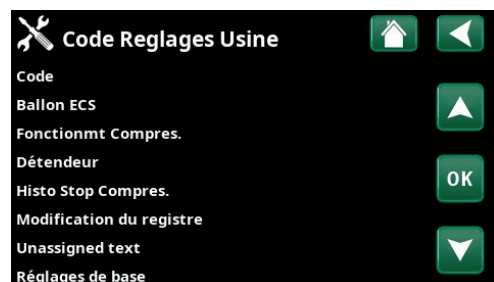 Code Reglages Usine
Code
Ballon ECS
Fonctionmt Compres.
Détendeur
OK
Histo Stop Compres.
Modification du registre
Unassigned text
Réglages de base